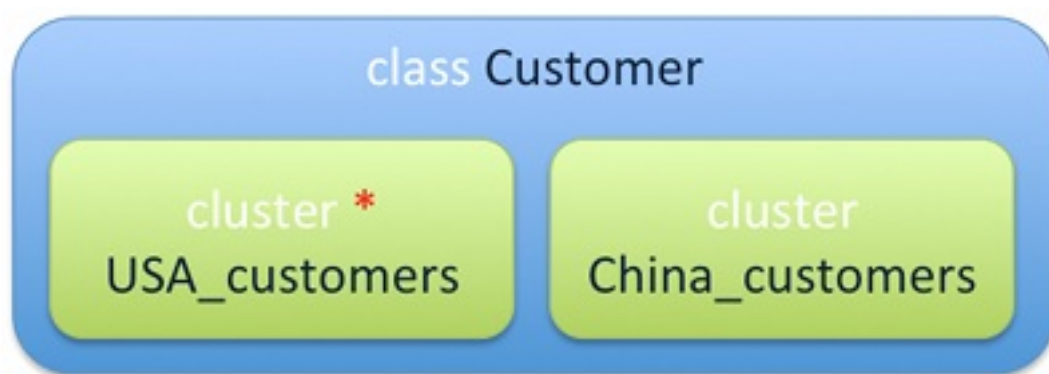 class Customer
cluster *
USA_customers
cluster
China_customers